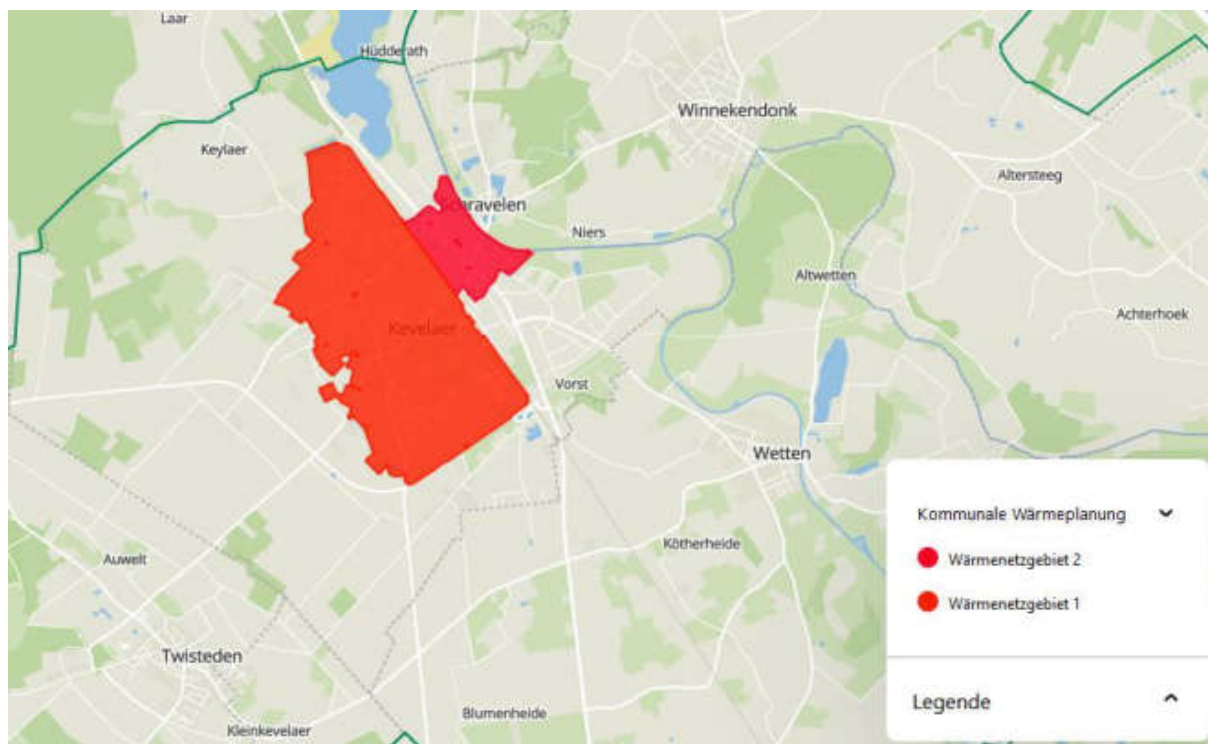 Laar
Hüdderath
Winnekendonk
Keylaer
Altersteeg
Niers
Altwetten
Achterhoek
Kevelaer
Vorst
Wetten
Kommunale Wärmeplanung
Kötherheide
Auwelt
Wärmenetzgebiet 2
Wärmenetzgebiet 1
Twisteden
Legende
Blumenheide
Kleinkevelaer